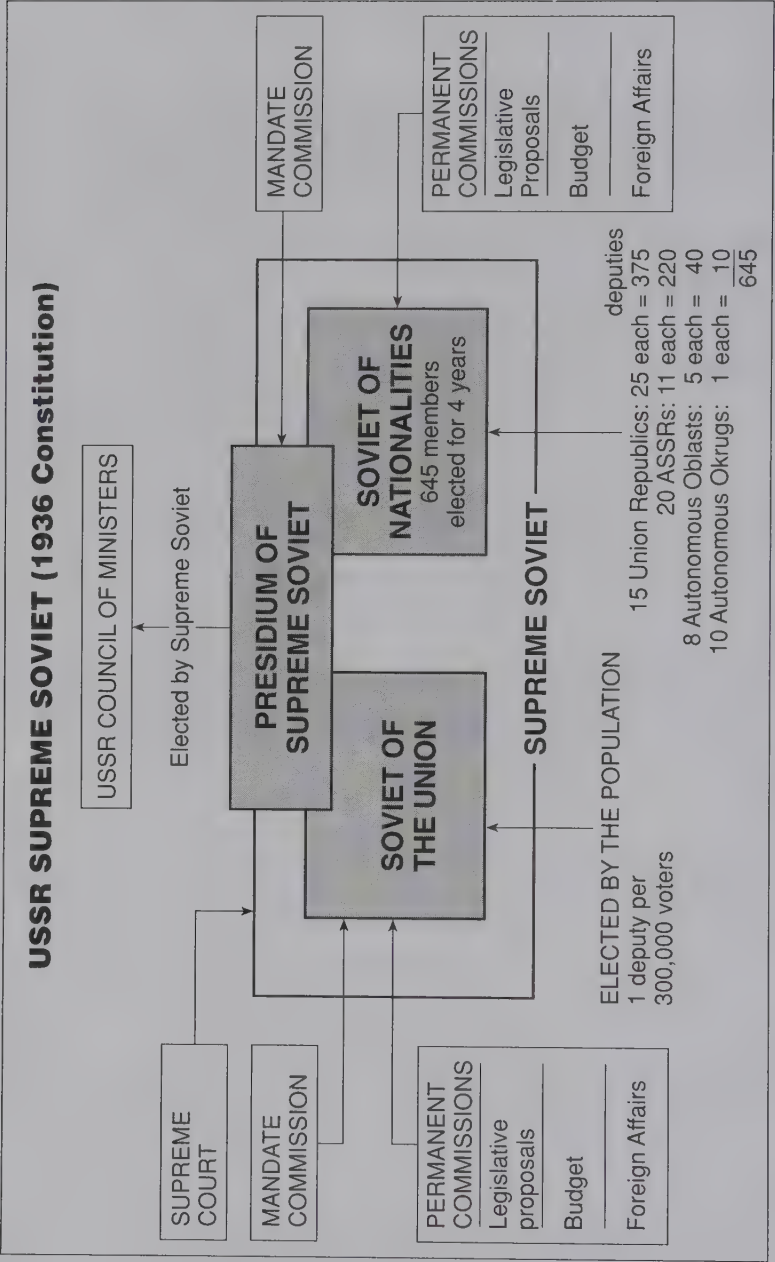 USSR SUPREME SOVIET (1936 Constitution)
USSR COUNCIL OF MINISTERS
Elected by Supreme Soviet
SUPREME
COURT
MANDATE
COMMISSION
PERMANENT
COMMISSIONS
Legislative
proposals
Budget
Foreign Affairs
PRESIDIUM OF
SUPREME SOVIET
SOVIET OF
THE UNION
SOVIET OF
NATIONALITIES
645 members
elected for 4 years
SUPREME SOVIET
MANDATE
COMMISSION
PERMANENT
COMMISSIONS
Legislative
Proposals
Budget
Foreign Affairs
ELECTED BY THE POPULATION
1 deputy per
300,000 voters
deputies
15 Union Republics: 25 each = 375
20 ASSRs: 11 each = 220
8 Autonomous Oblasts: 5 each = 40
10 Autonomous Okrugs: 1 each = 10
645